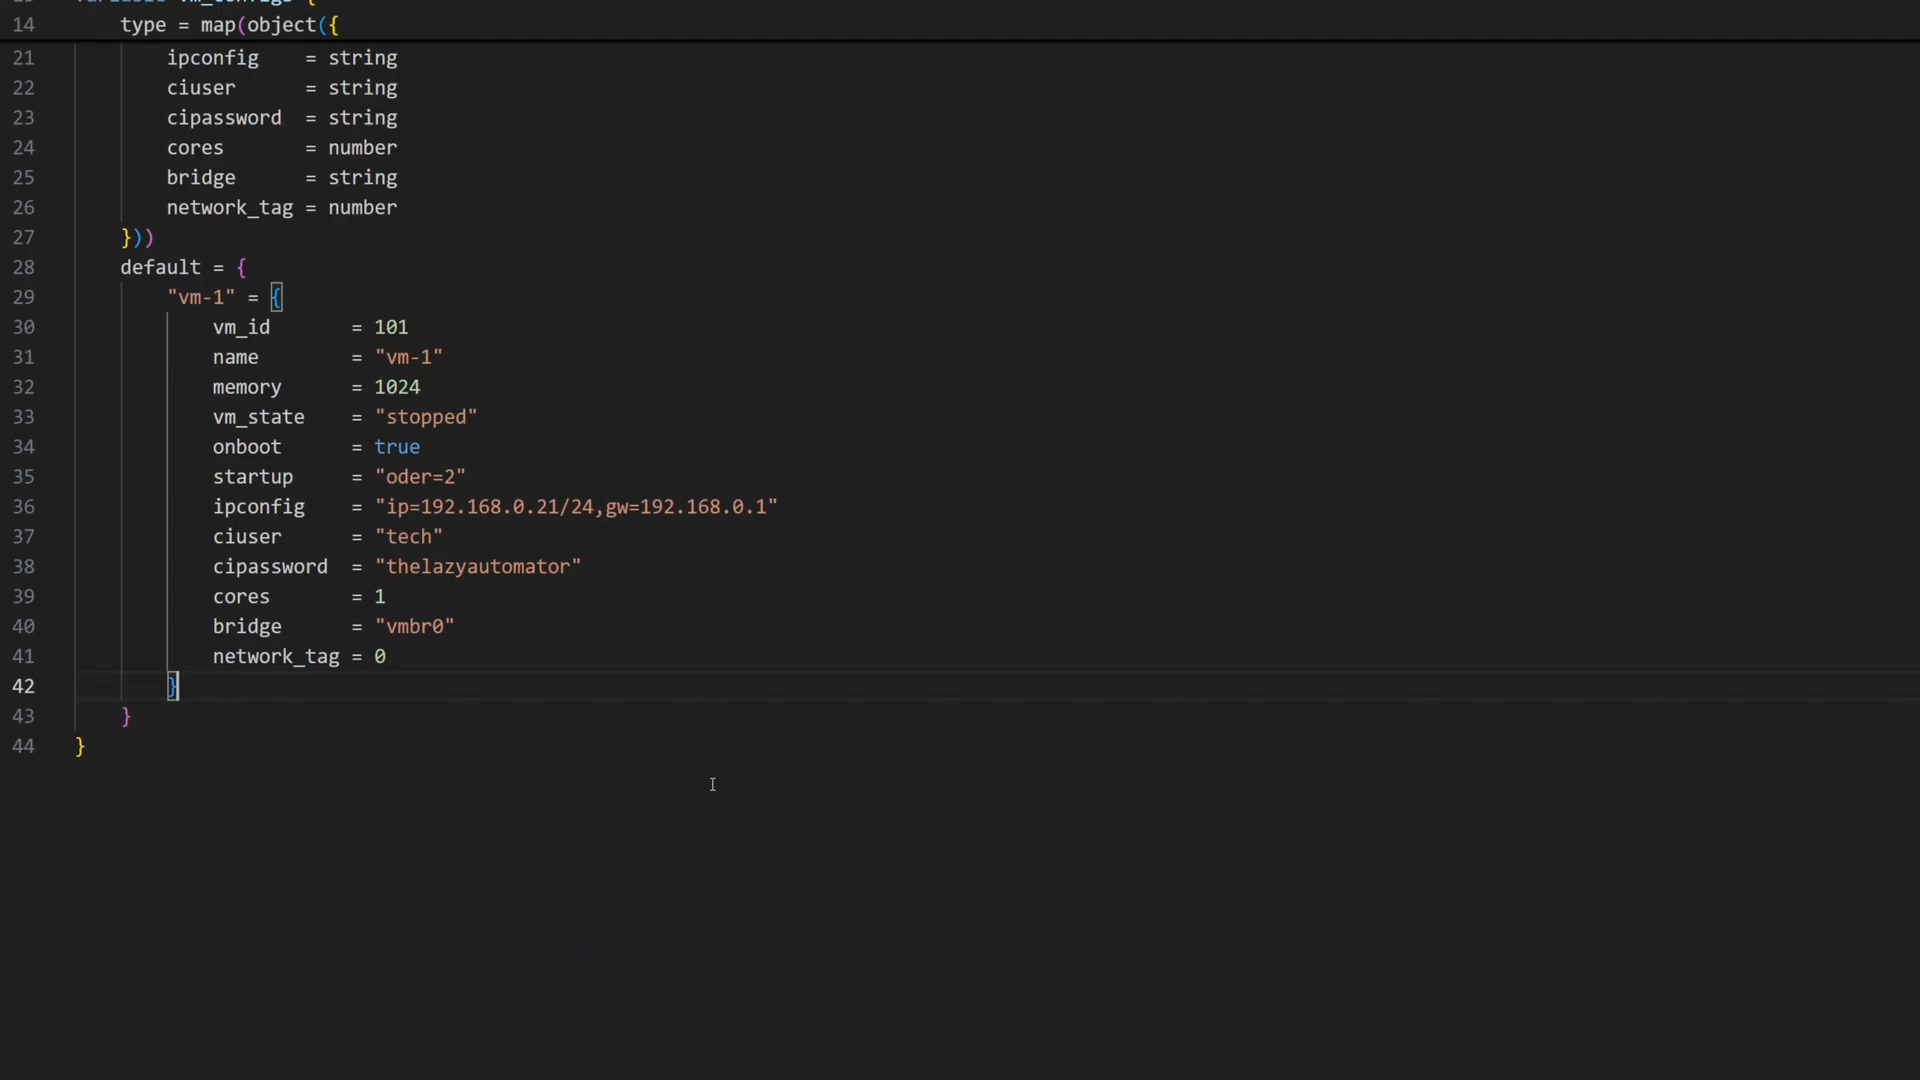 14 type = map(object({
21 ipconfig = string
22 ciuser = string
23 cipassword = string
24 cores = number
25 bridge = string
26 network_tag = number
27 }))
28 default = {
29 "vm-1" = {
30 vm_id = 101
31 name = "vm-1"
32 memory = 1024
33 vm_state = "stopped"
34 onboot = true
35 startup = "oder=2"
36 ipconfig = "ip=192.168.0.21/24,gw=192.168.0.1"
37 ciuser = "tech"
38 cipassword = "thelazyautomator"
39 cores = 1
40 bridge = "vmbr0"
41 network_tag = 0
42 }
43 }
44 }